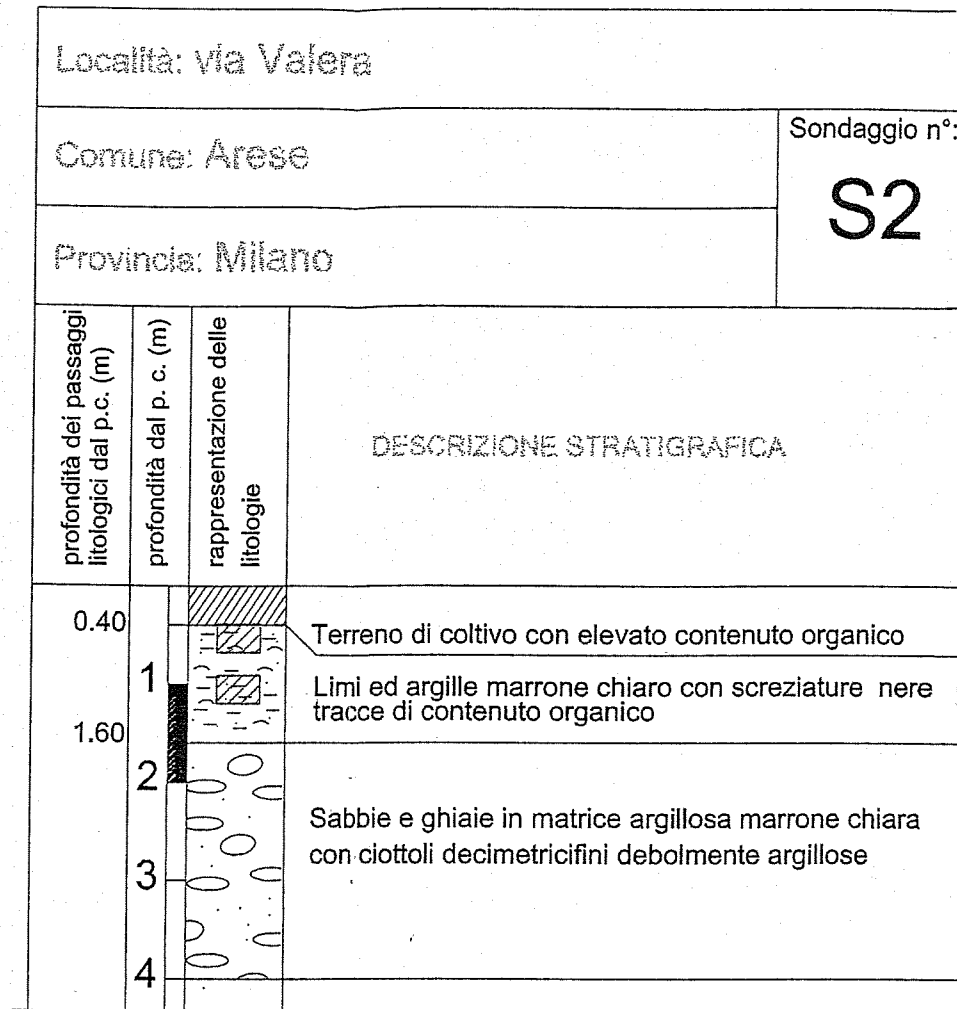 Località: via Valera
Comune: Arese
Sondaggio n°:
S2
Provincia: Milano
profondità dei passaggi
litologici dal p.c. (m)
profondità dal p. c. (m)
rappresentazione delle
litologie
DESCRIZIONE STRATIGRAFICA
0.40
Terreno di coltivo con elevato contenuto organico
1
Limi ed argille marrone chiaro con screziature nere
tracce di contenuto organico
1.60
2
Sabbie e ghiaie in matrice argillosa marrone chiara
con ciottoli decimetricifini debolmente argillose
3
4